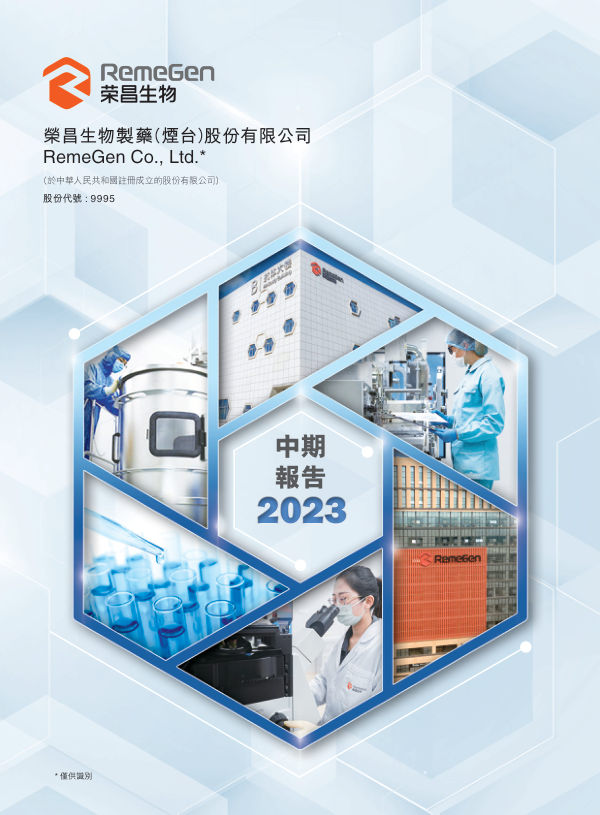 RemeGen
荣昌生物
榮昌生物製藥(煙台)股份有限公司
RemeGen Co., Ltd.*
(於中華人民共和國註冊成立的股份有限公司)
股份代號 : 9995
RemeGen
中期
報告
2023
RemeGen
* 僅供識別